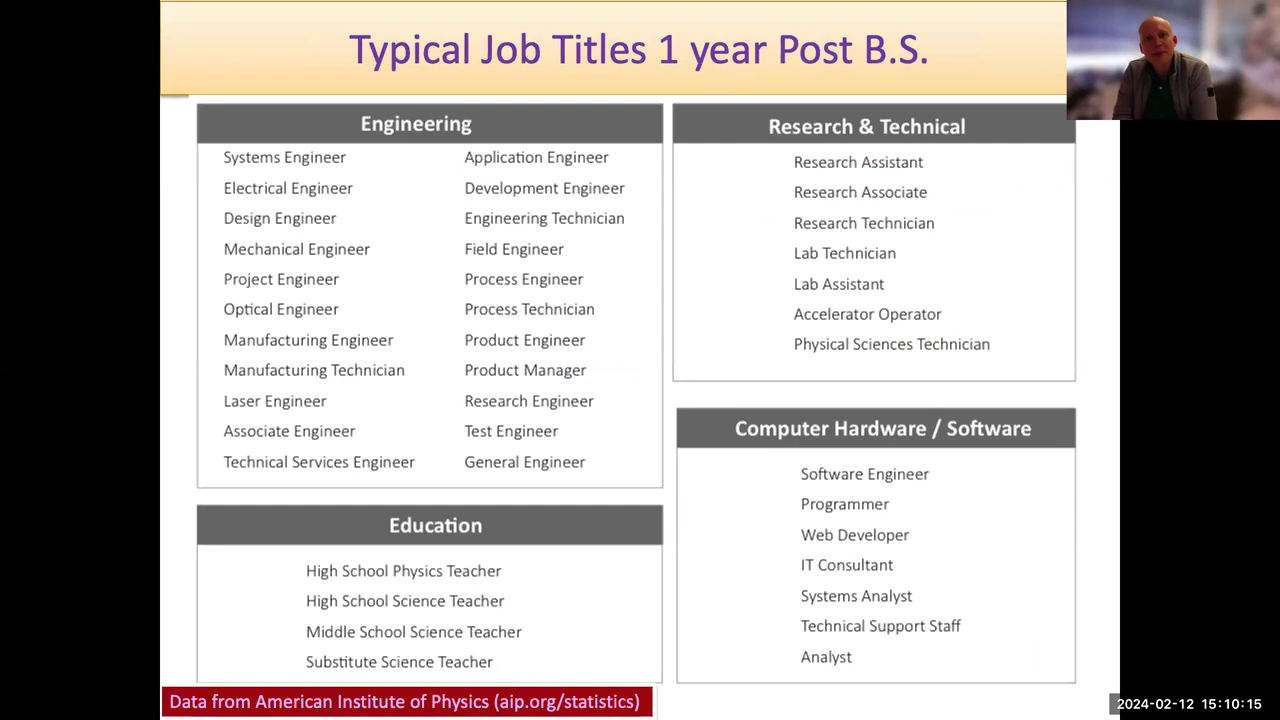 Typical Job Titles 1 year Post B.S.
Engineering
Systems Engineer
Electrical Engineer
Design Engineer
Mechanical Engineer
Project Engineer
Optical Engineer
Manufacturing Engineer
Manufacturing Technician
Laser Engineer
Associate Engineer
Technical Services Engineer
Application Engineer
Development Engineer
Engineering Technician
Field Engineer
Process Engineer
Process Technician
Product Engineer
Product Manager
Research Engineer
Test Engineer
General Engineer
Research & Technical
Research Assistant
Research Associate
Research Technician
Lab Technician
Lab Assistant
Accelerator Operator
Physical Sciences Technician
Education
High School Physics Teacher
High School Science Teacher
Middle School Science Teacher
Substitute Science Teacher
Computer Hardware / Software
Software Engineer
Programmer
Web Developer
IT Consultant
Systems Analyst
Technical Support Staff
Analyst
Data from American Institute of Physics (aip.org/statistics)
2024-02-12 15:10:15